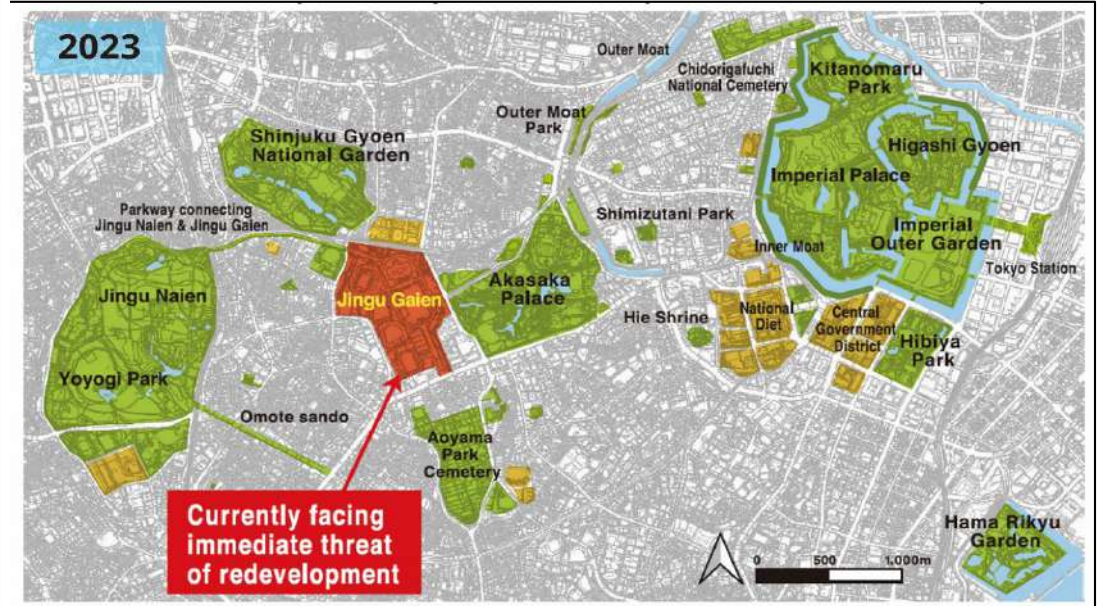 2023
Outer Moat
Chidorigafuchi
National Cemetery
Kitanomaru
Park
Outer Moat
Park
Shinjuku Gyoen
National Garden
Higashi Gyoen
Imperial Palace
Parkway connecting
Jingu Naien & Jingu Gaien
Shimizutani Park
Imperial
Outer Garden
Inner Moat
Tokyo Station
Jingu Naien
Jingu Gaien
Akasaka
Palace
Hie Shrine
National
Diet
Central
Government
District
Hibiya
Park
Yoyogi Park
Omote sando
Aoyama
Park
Cemetery
Currently facing
immediate threat
of redevelopment
Hama Rikyu
Garden
0 500 1,000m